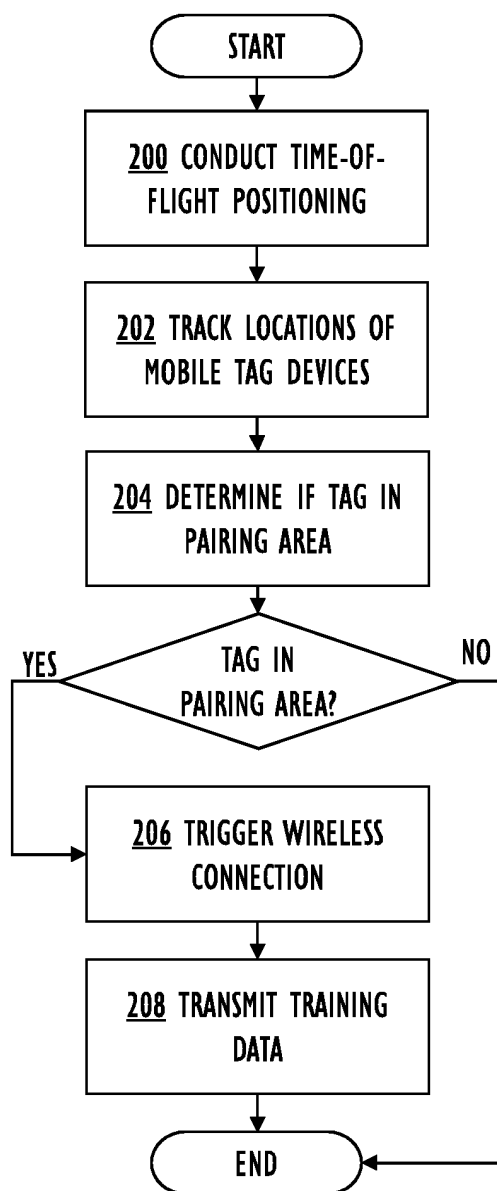 START
200 CONDUCT TIME-OF-
FLIGHT POSITIONING
202 TRACK LOCATIONS OF
MOBILE TAG DEVICES
204 DETERMINE IF TAG IN
PAIRING AREA
YES
TAG IN
PAIRING AREA?
NO
206 TRIGGER WIRELESS
CONNECTION
208 TRANSMIT TRAINING
DATA
END